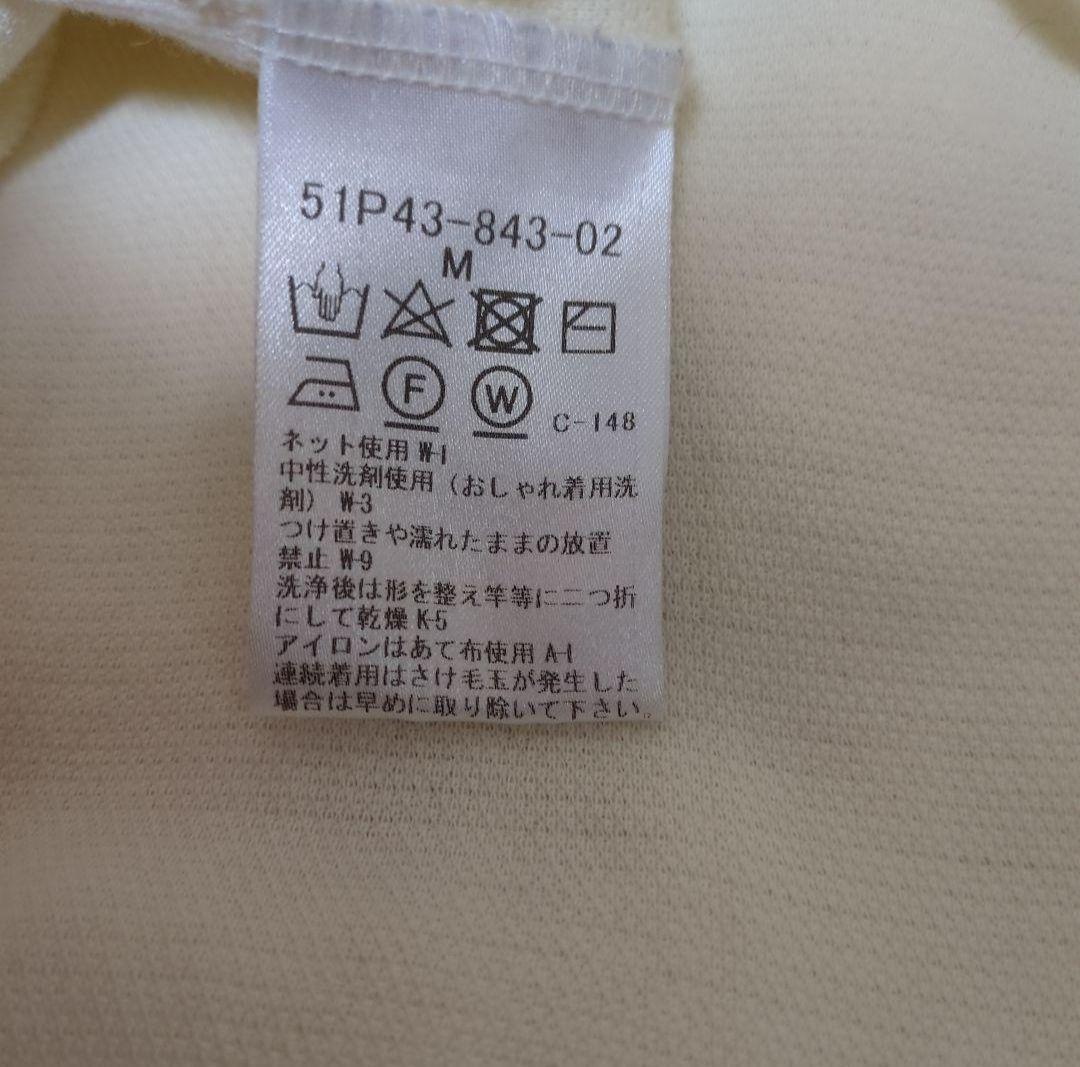 51P43-843-02
M
F W C-148
ネット使用 W-1
中性洗剤使用（おしゃれ着用洗
剤） W-3
つけ置きや濡れたままの放置
禁止 W-9
洗浄後は形を整え竿等に二つ折
にして乾燥 K-5
アイロンはあて布使用 A-1
連続着用はさけ毛玉が発生した
場合は早めに取り除いて下さい。